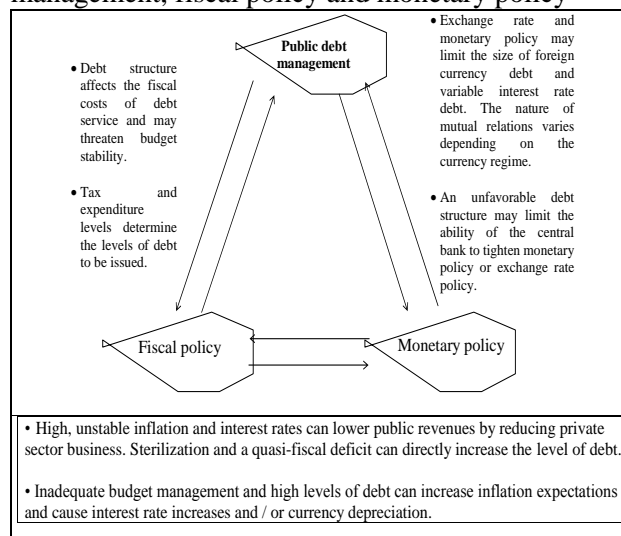 management, fiscal policy and monetary policy
Public debt
management
• Debt structure
affects the fiscal
costs of debt
service and may
threaten budget
stability.
• Tax and
expenditure
levels determine
the levels of debt
to be issued.
• Exchange rate and
monetary policy may
limit the size of foreign
currency debt and
variable interest rate
debt. The nature of
mutual relations varies
depending on the
currency regime.
• An unfavorable debt
structure may limit the
ability of the central
bank to tighten monetary
policy or exchange rate
policy.
Fiscal policy
Monetary policy
• High, unstable inflation and interest rates can lower public revenues by reducing private
sector business. Sterilization and a quasi-fiscal deficit can directly increase the level of debt.
• Inadequate budget management and high levels of debt can increase inflation expectations
and cause interest rate increases and / or currency depreciation.